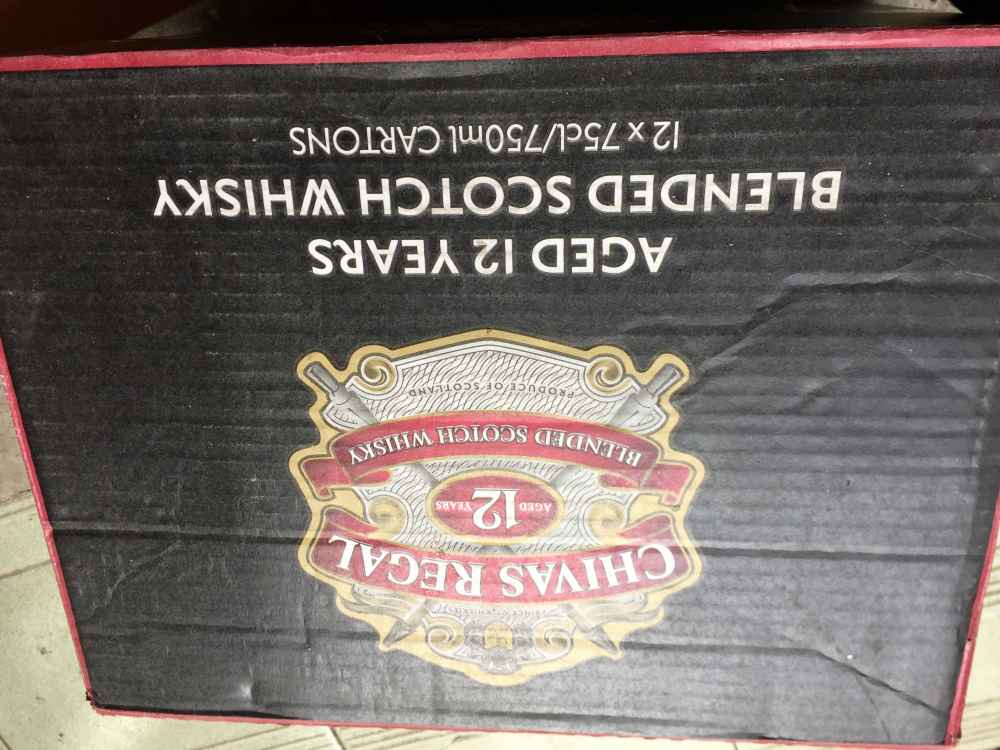 CHIVAS REGAL
AGED 12 YEARS
BLENDED SCOTCH WHISKY
PRODUCE OF SCOTLAND
AGED 12 YEARS
BLENDED SCOTCH WHISKY
12 x 75cl/750ml CARTONS